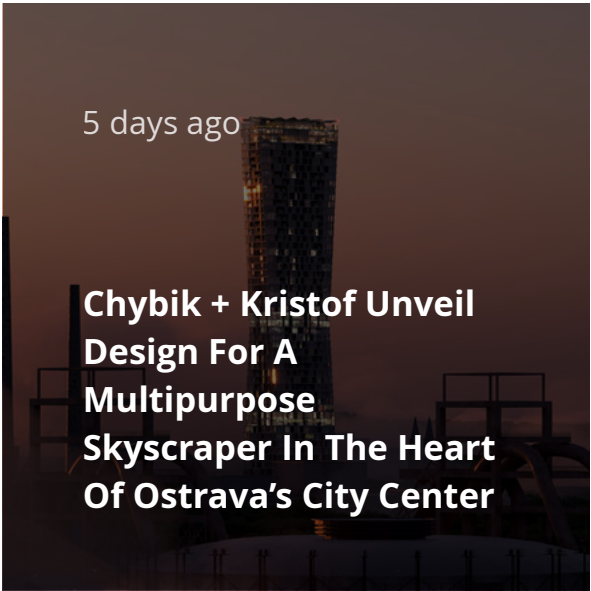 5 days ago
Chybik + Kristof Unveil
Design For A
Multipurpose
Skyscraper In The Heart
Of Ostrava’s City Center